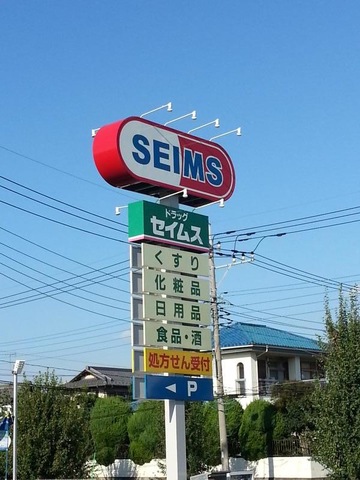 SEIMS
ドラッグ
セイムス
くすり
化粧品
日用品
食品・酒
処方せん受付
◀ P